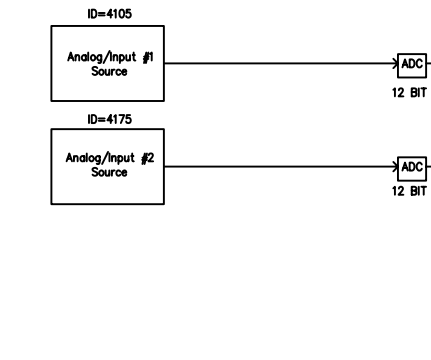 ID=4105
Analog/Input #1
Source
ADC
12 BIT
ID=4175
Analog/Input #2
Source
ADC
12 BIT